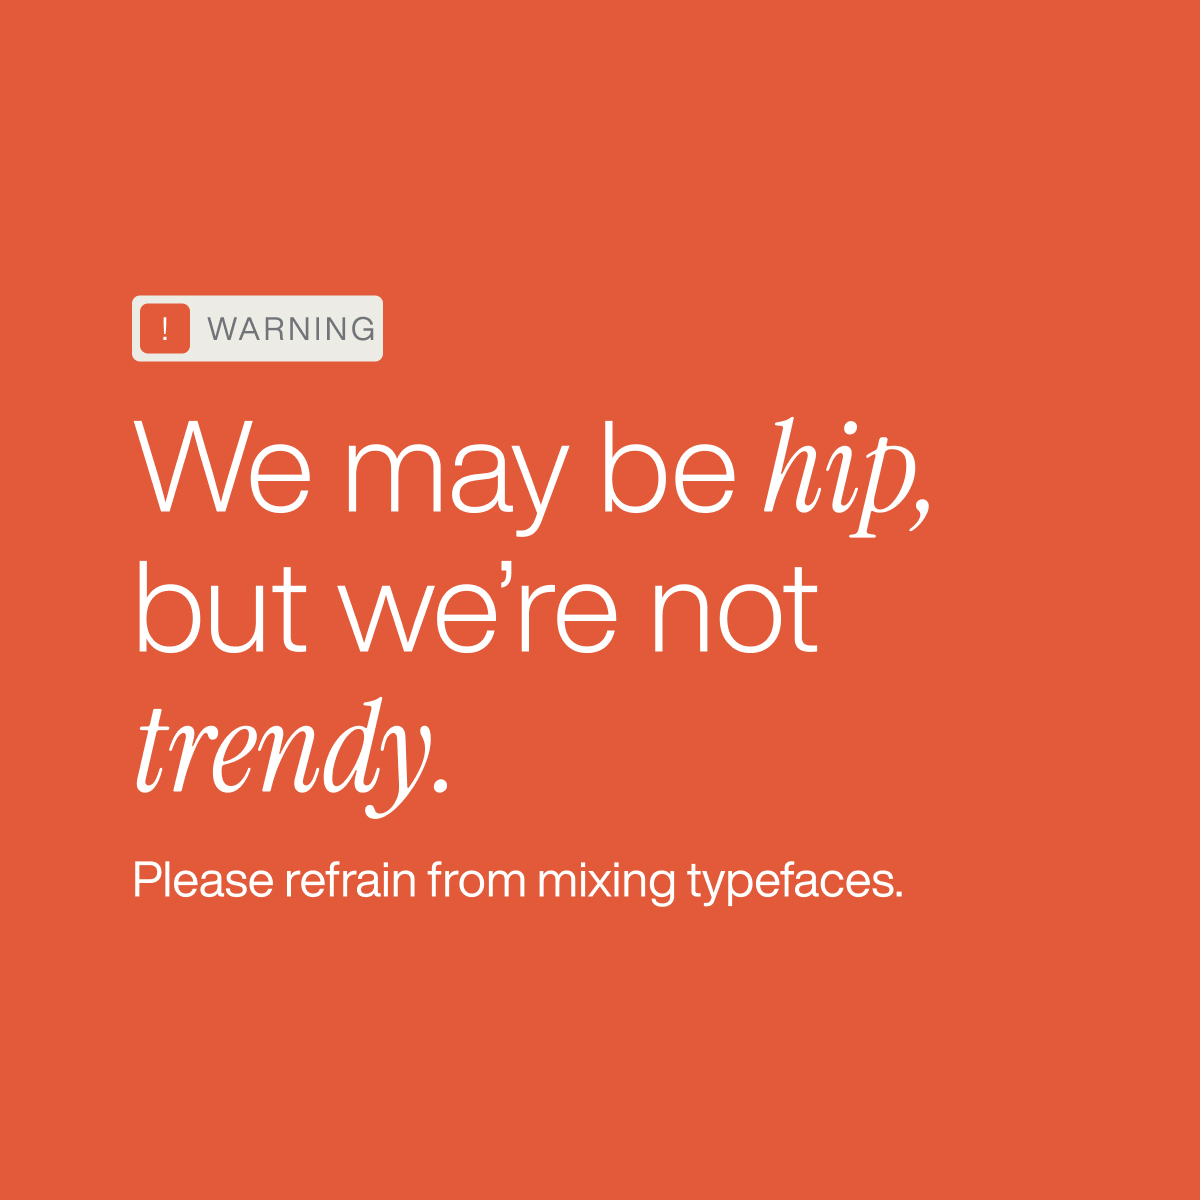 ! WARNING
We may be hip,
but we’re not
trendy.
Please refrain from mixing typefaces.